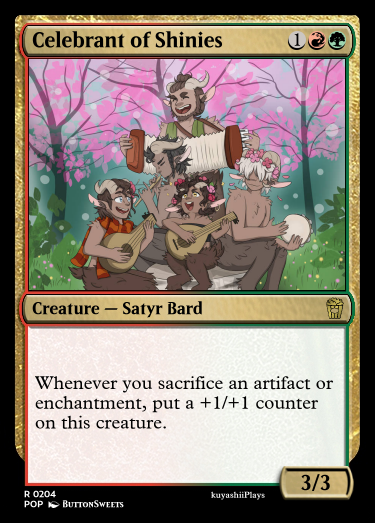 Celebrant of Shinies 1
Creature — Satyr Bard
Whenever you sacrifice an artifact or
enchantment, put a +1/+1 counter
on this creature.
3/3
R 0204
POP ButtonSweets kuyashiiPlays